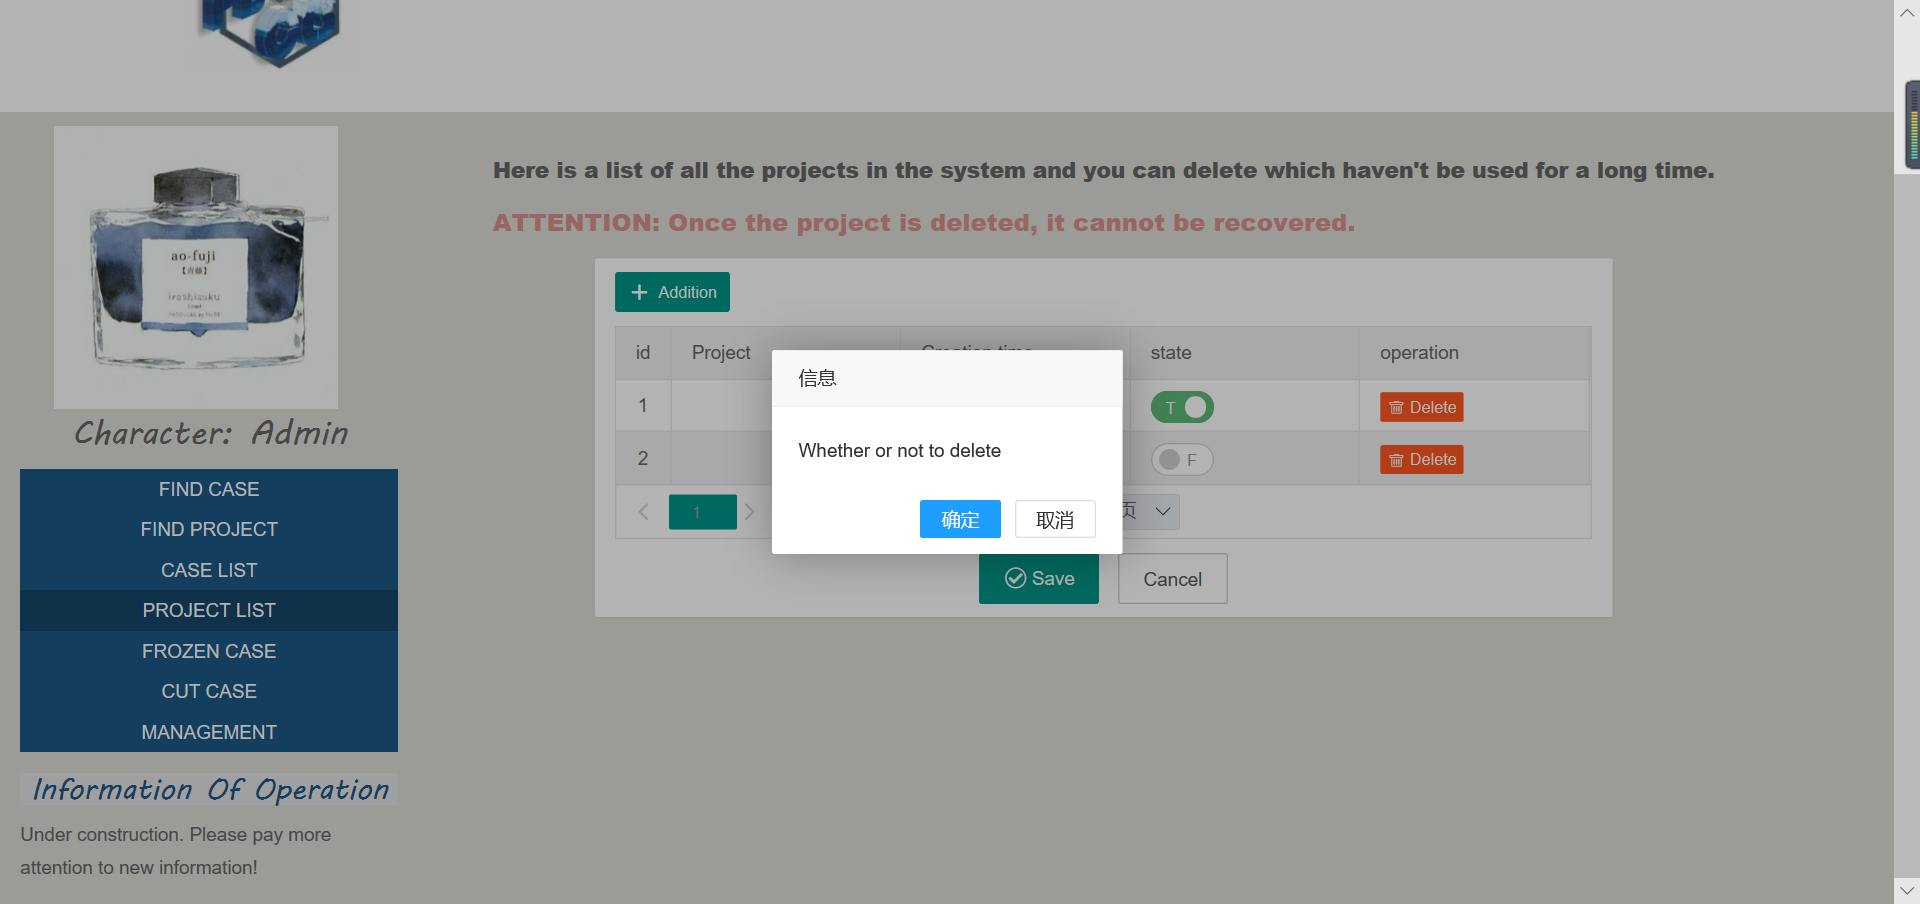 Here is a list of all the projects in the system and you can delete which haven't be used for a long time.
ATTENTION: Once the project is deleted, it cannot be recovered.
ao-fuji
iroshizuku
Character: Admin
FIND CASE
FIND PROJECT
CASE LIST
PROJECT LIST
FROZEN CASE
CUT CASE
MANAGEMENT
Information Of Operation
Under construction. Please pay more
attention to new information!
Addition
id Project Creation time state operation
1 T Delete
2 F Delete
1 页
信息
Whether or not to delete
确定 取消
Save Cancel